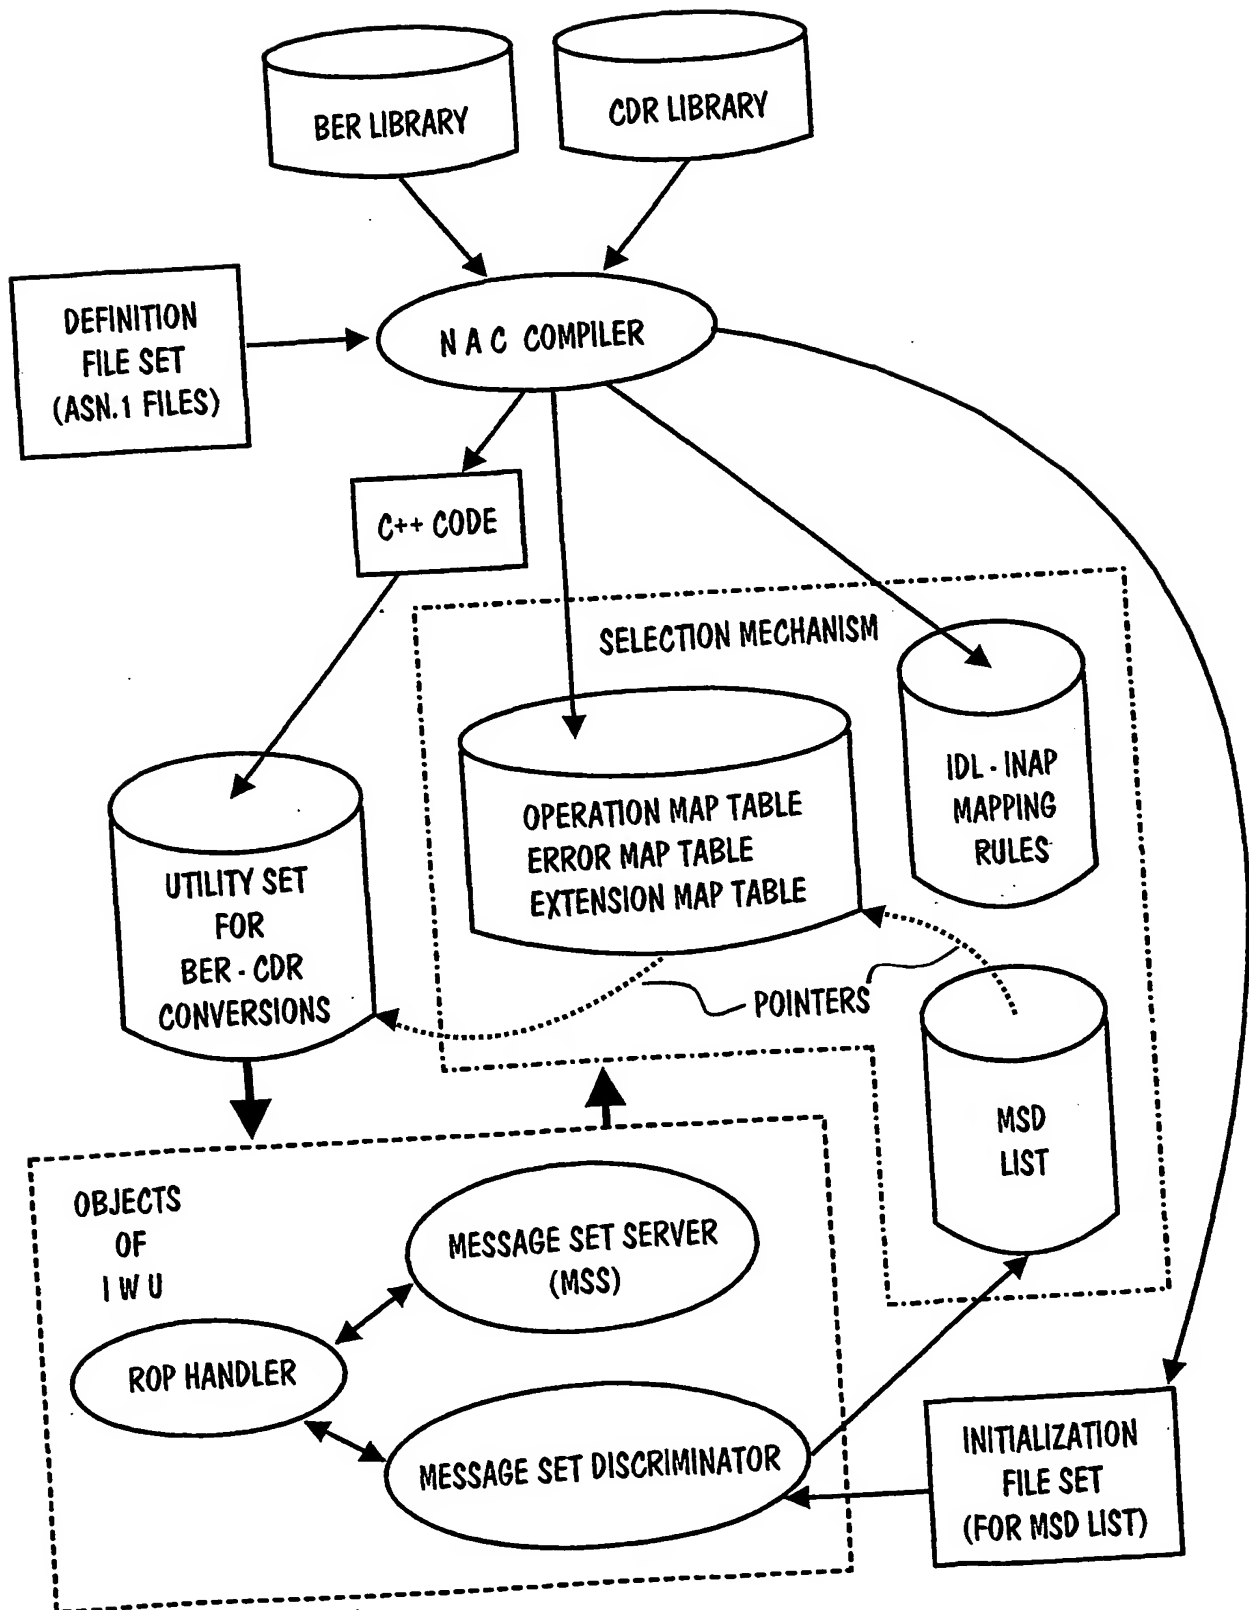 BER LIBRARY
CDR LIBRARY
DEFINITION
FILE SET
(ASN.1 FILES)
N A C COMPILER
C++ CODE
SELECTION MECHANISM
IDL - INAP
MAPPING
RULES
OPERATION MAP TABLE
ERROR MAP TABLE
EXTENSION MAP TABLE
UTILITY SET
FOR
BER - CDR
CONVERSIONS
POINTERS
MSD
LIST
OBJECTS
OF
I W U
MESSAGE SET SERVER
(MSS)
ROP HANDLER
MESSAGE SET DISCRIMINATOR
INITIALIZATION
FILE SET
(FOR MSD LIST)